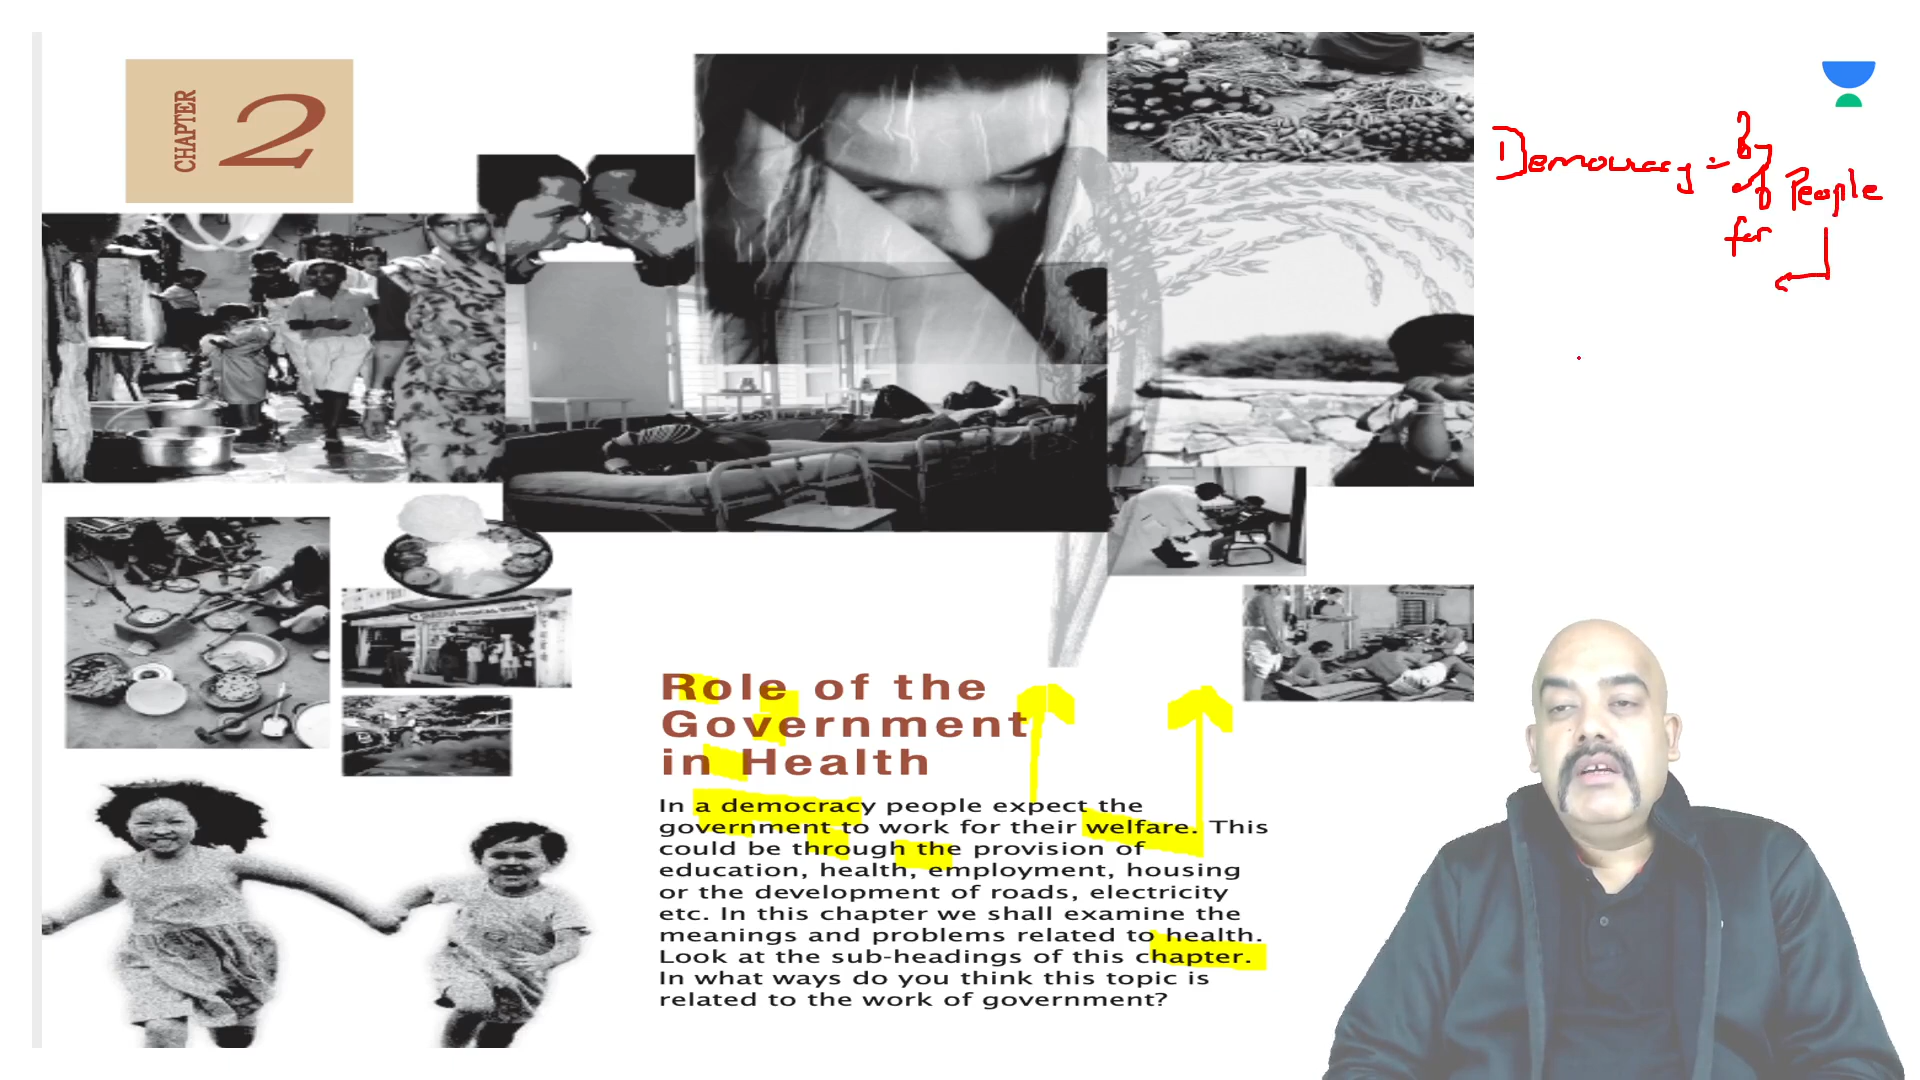 CHAPTER
2
Democracy = By
of People
for
Role of the
Government
in Health
In a democracy people expect the
government to work for their welfare. This
could be through the provision of
education, health, employment, housing
or the development of roads, electricity
etc. In this chapter we shall examine the
meanings and problems related to health.
Look at the sub-headings of this chapter.
In what ways do you think this topic is
related to the work of government?